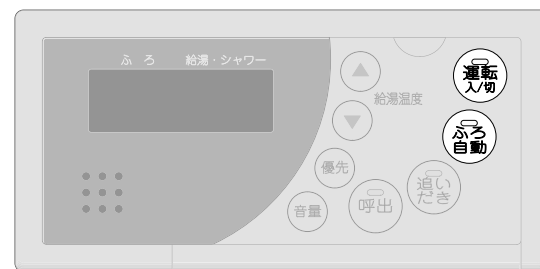 ふろ 給湯・シャワー
運転
入/切
給湯温度
ふろ
自動
優先
追い
だき
音量
呼出